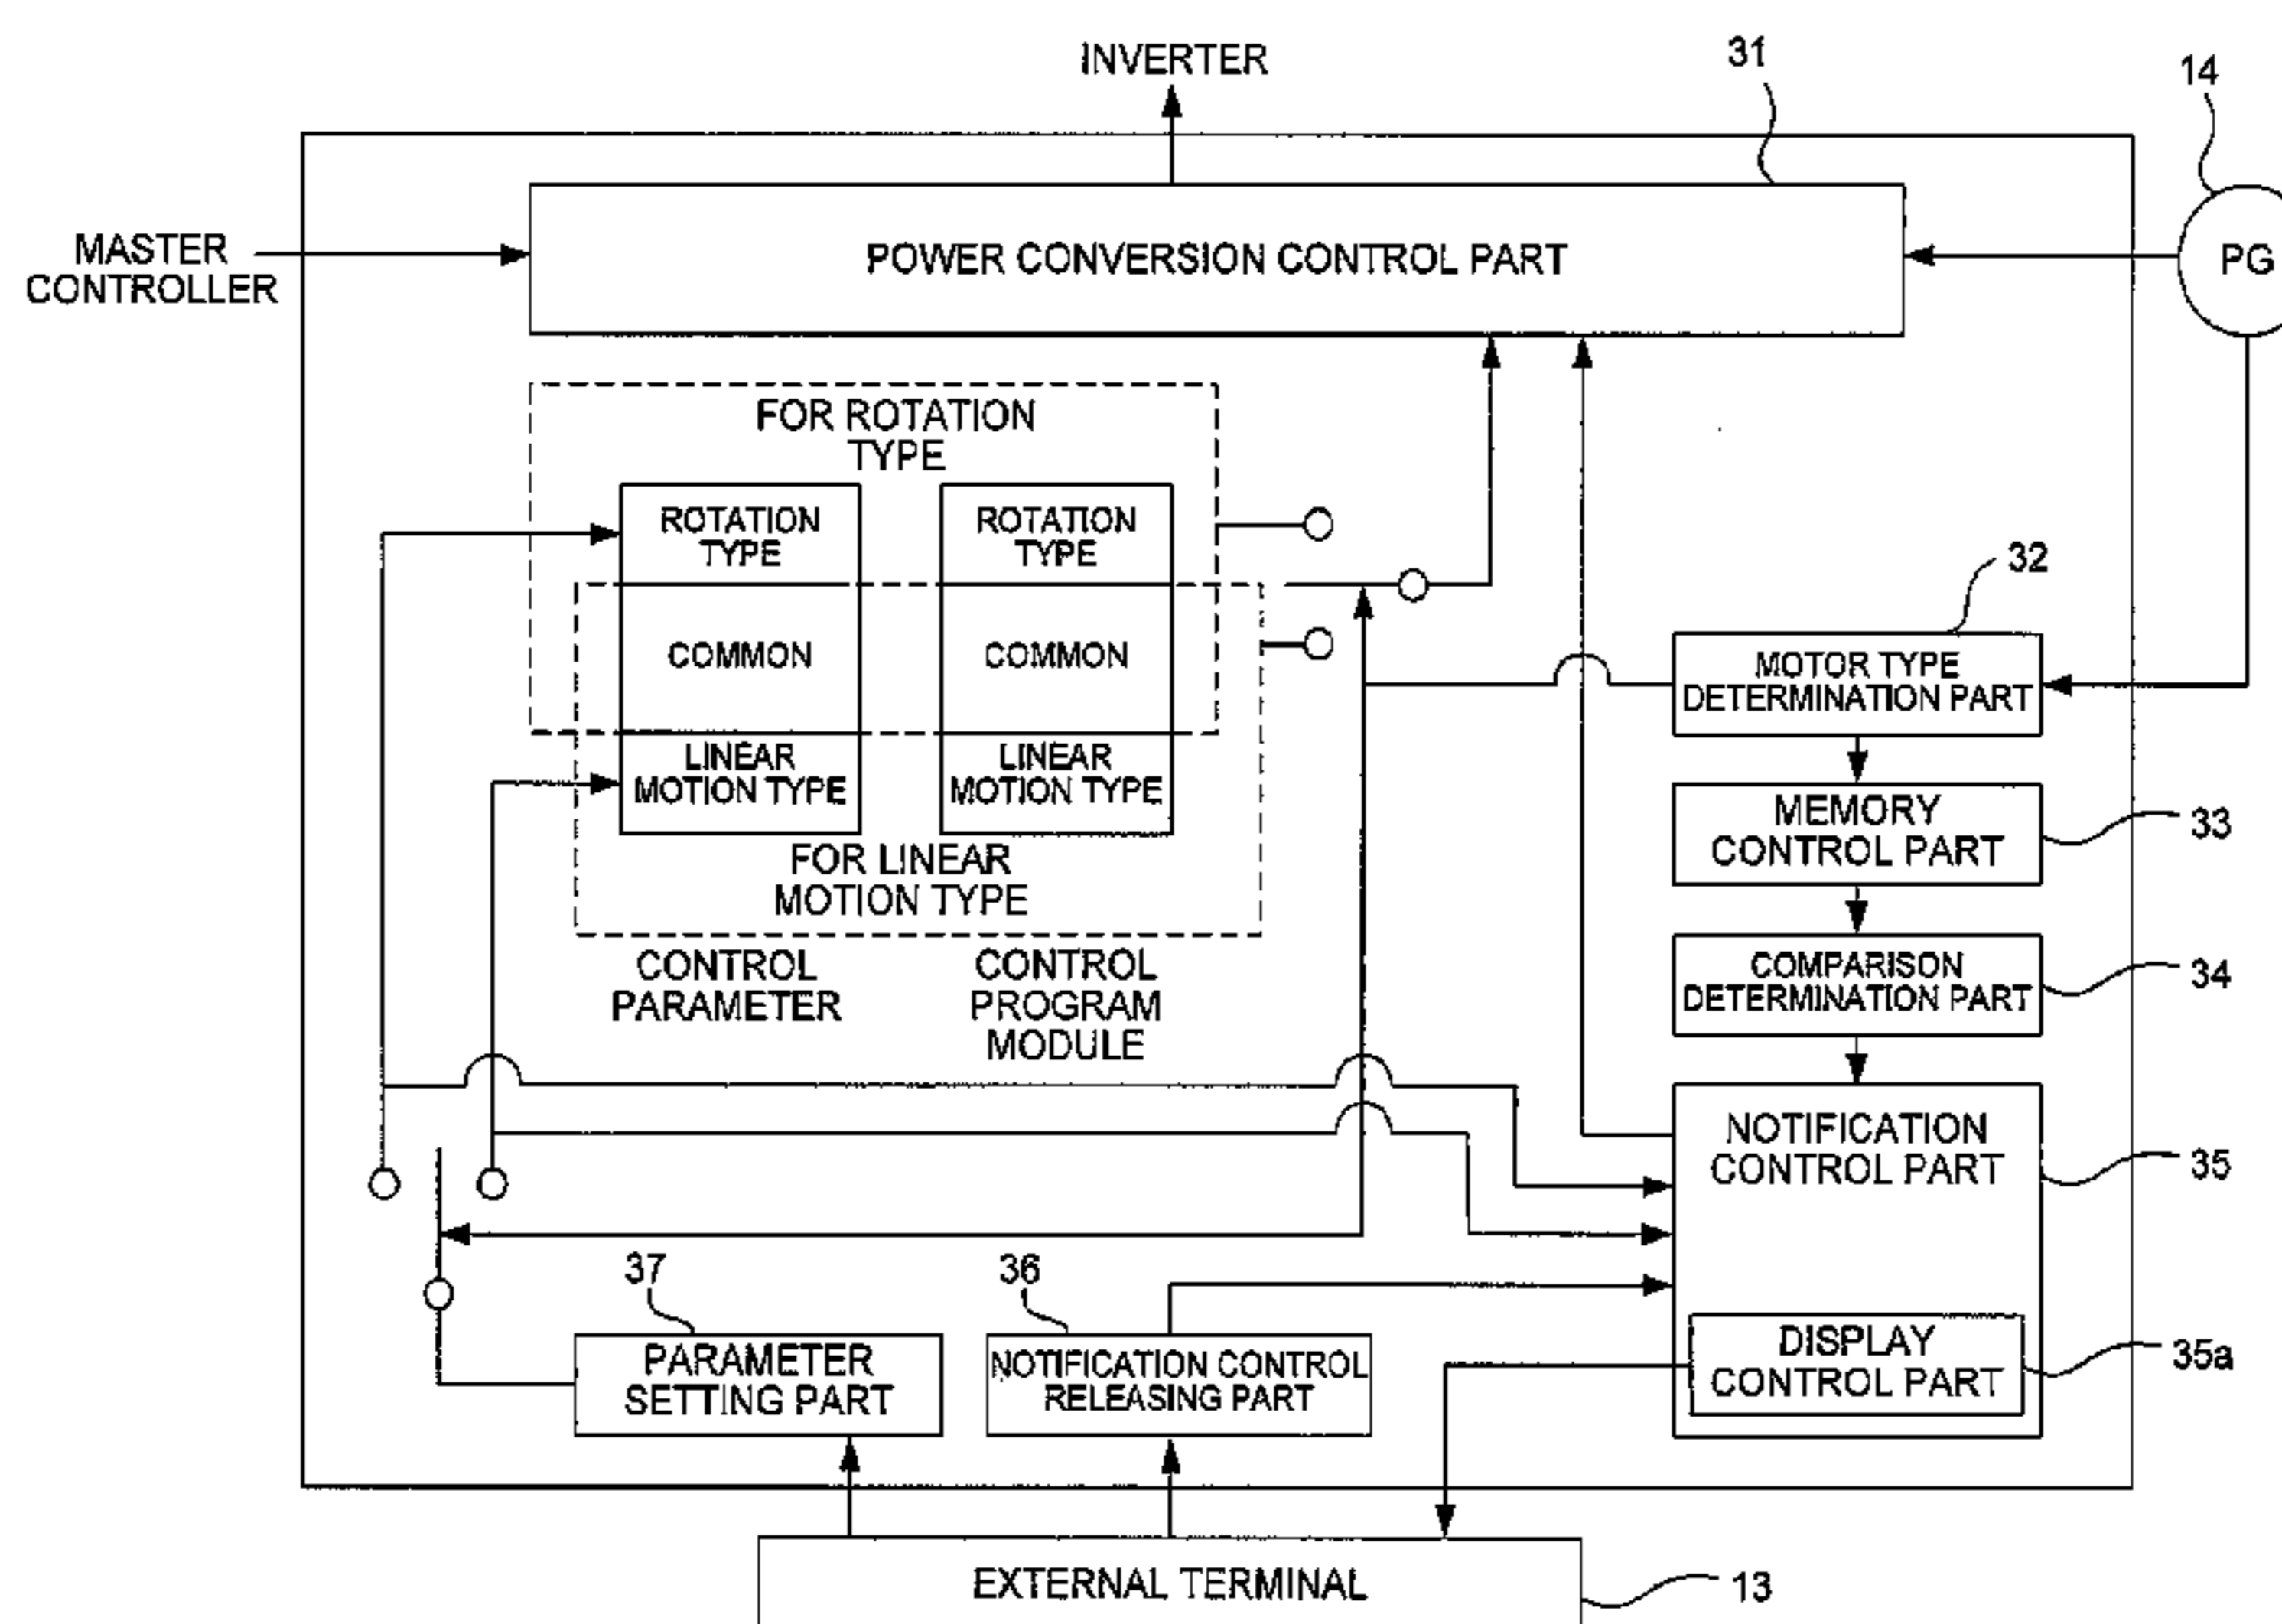 INVERTER
31
14
MASTER
CONTROLLER
POWER CONVERSION CONTROL PART
PG
FOR ROTATION
TYPE
ROTATION
TYPE
ROTATION
TYPE
32
COMMON
COMMON
MOTOR TYPE
DETERMINATION PART
LINEAR
MOTION TYPE
LINEAR
MOTION TYPE
MEMORY
CONTROL PART
33
FOR LINEAR
MOTION TYPE
CONTROL
PARAMETER
CONTROL
PROGRAM
MODULE
COMPARISON
DETERMINATION PART
34
NOTIFICATION
CONTROL PART
35
37
36
PARAMETER
SETTING PART
NOTIFICATION CONTROL
RELEASING PART
DISPLAY
CONTROL PART
35a
EXTERNAL TERMINAL
13